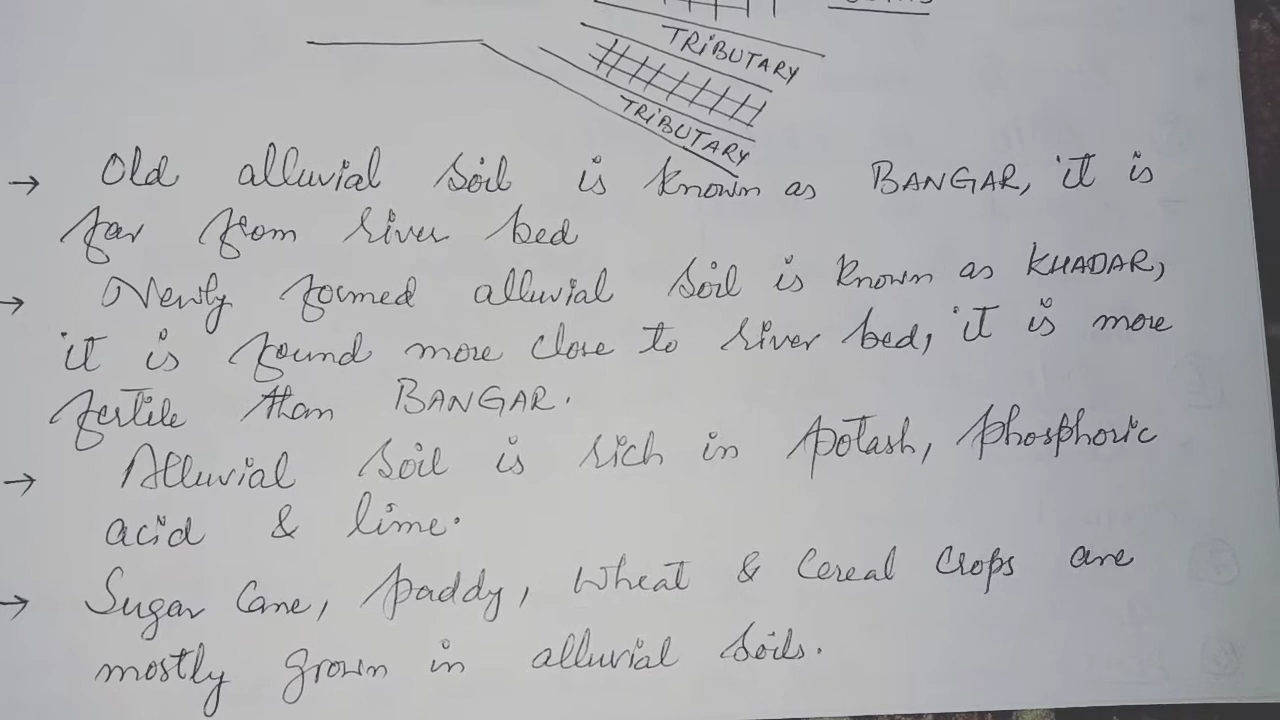 TRIBUTARY
TRIBUTARY
→ Old alluvial soil is known as BANGAR, it is
far from river bed
→ Newly formed alluvial soil is known as KHADAR,
it is found more close to river bed, it is more
fertile than BANGAR.
→ Alluvial soil is rich in potash, phosphoric
acid & lime.
→ Sugar Cane, paddy, wheat & Cereal Crops are
mostly grown in alluvial soils.